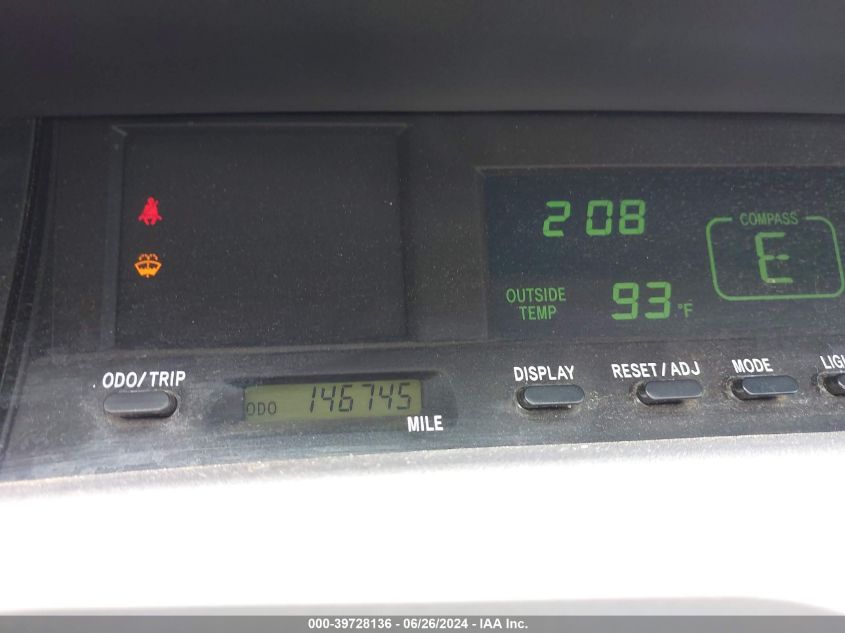 2 08
COMPASS
E
OUTSIDE TEMP 93 °F
ODO/TRIP
ODO 146745
MILE
DISPLAY
RESET/ADJ
MODE
LIG
000-39728136 - 06/26/2024 - IAA Inc.